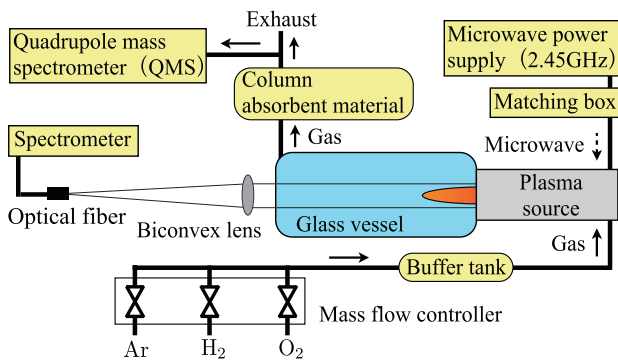 Exhaust
Quadrupole mass
spectrometer (QMS)
Microwave power
supply (2.45GHz)
Column
absorbent material
Matching box
Gas
Microwave
Spectrometer
Optical fiber
Biconvex lens
Glass vessel
Plasma
source
Gas
Buffer tank
Mass flow controller
Ar
H₂
O₂